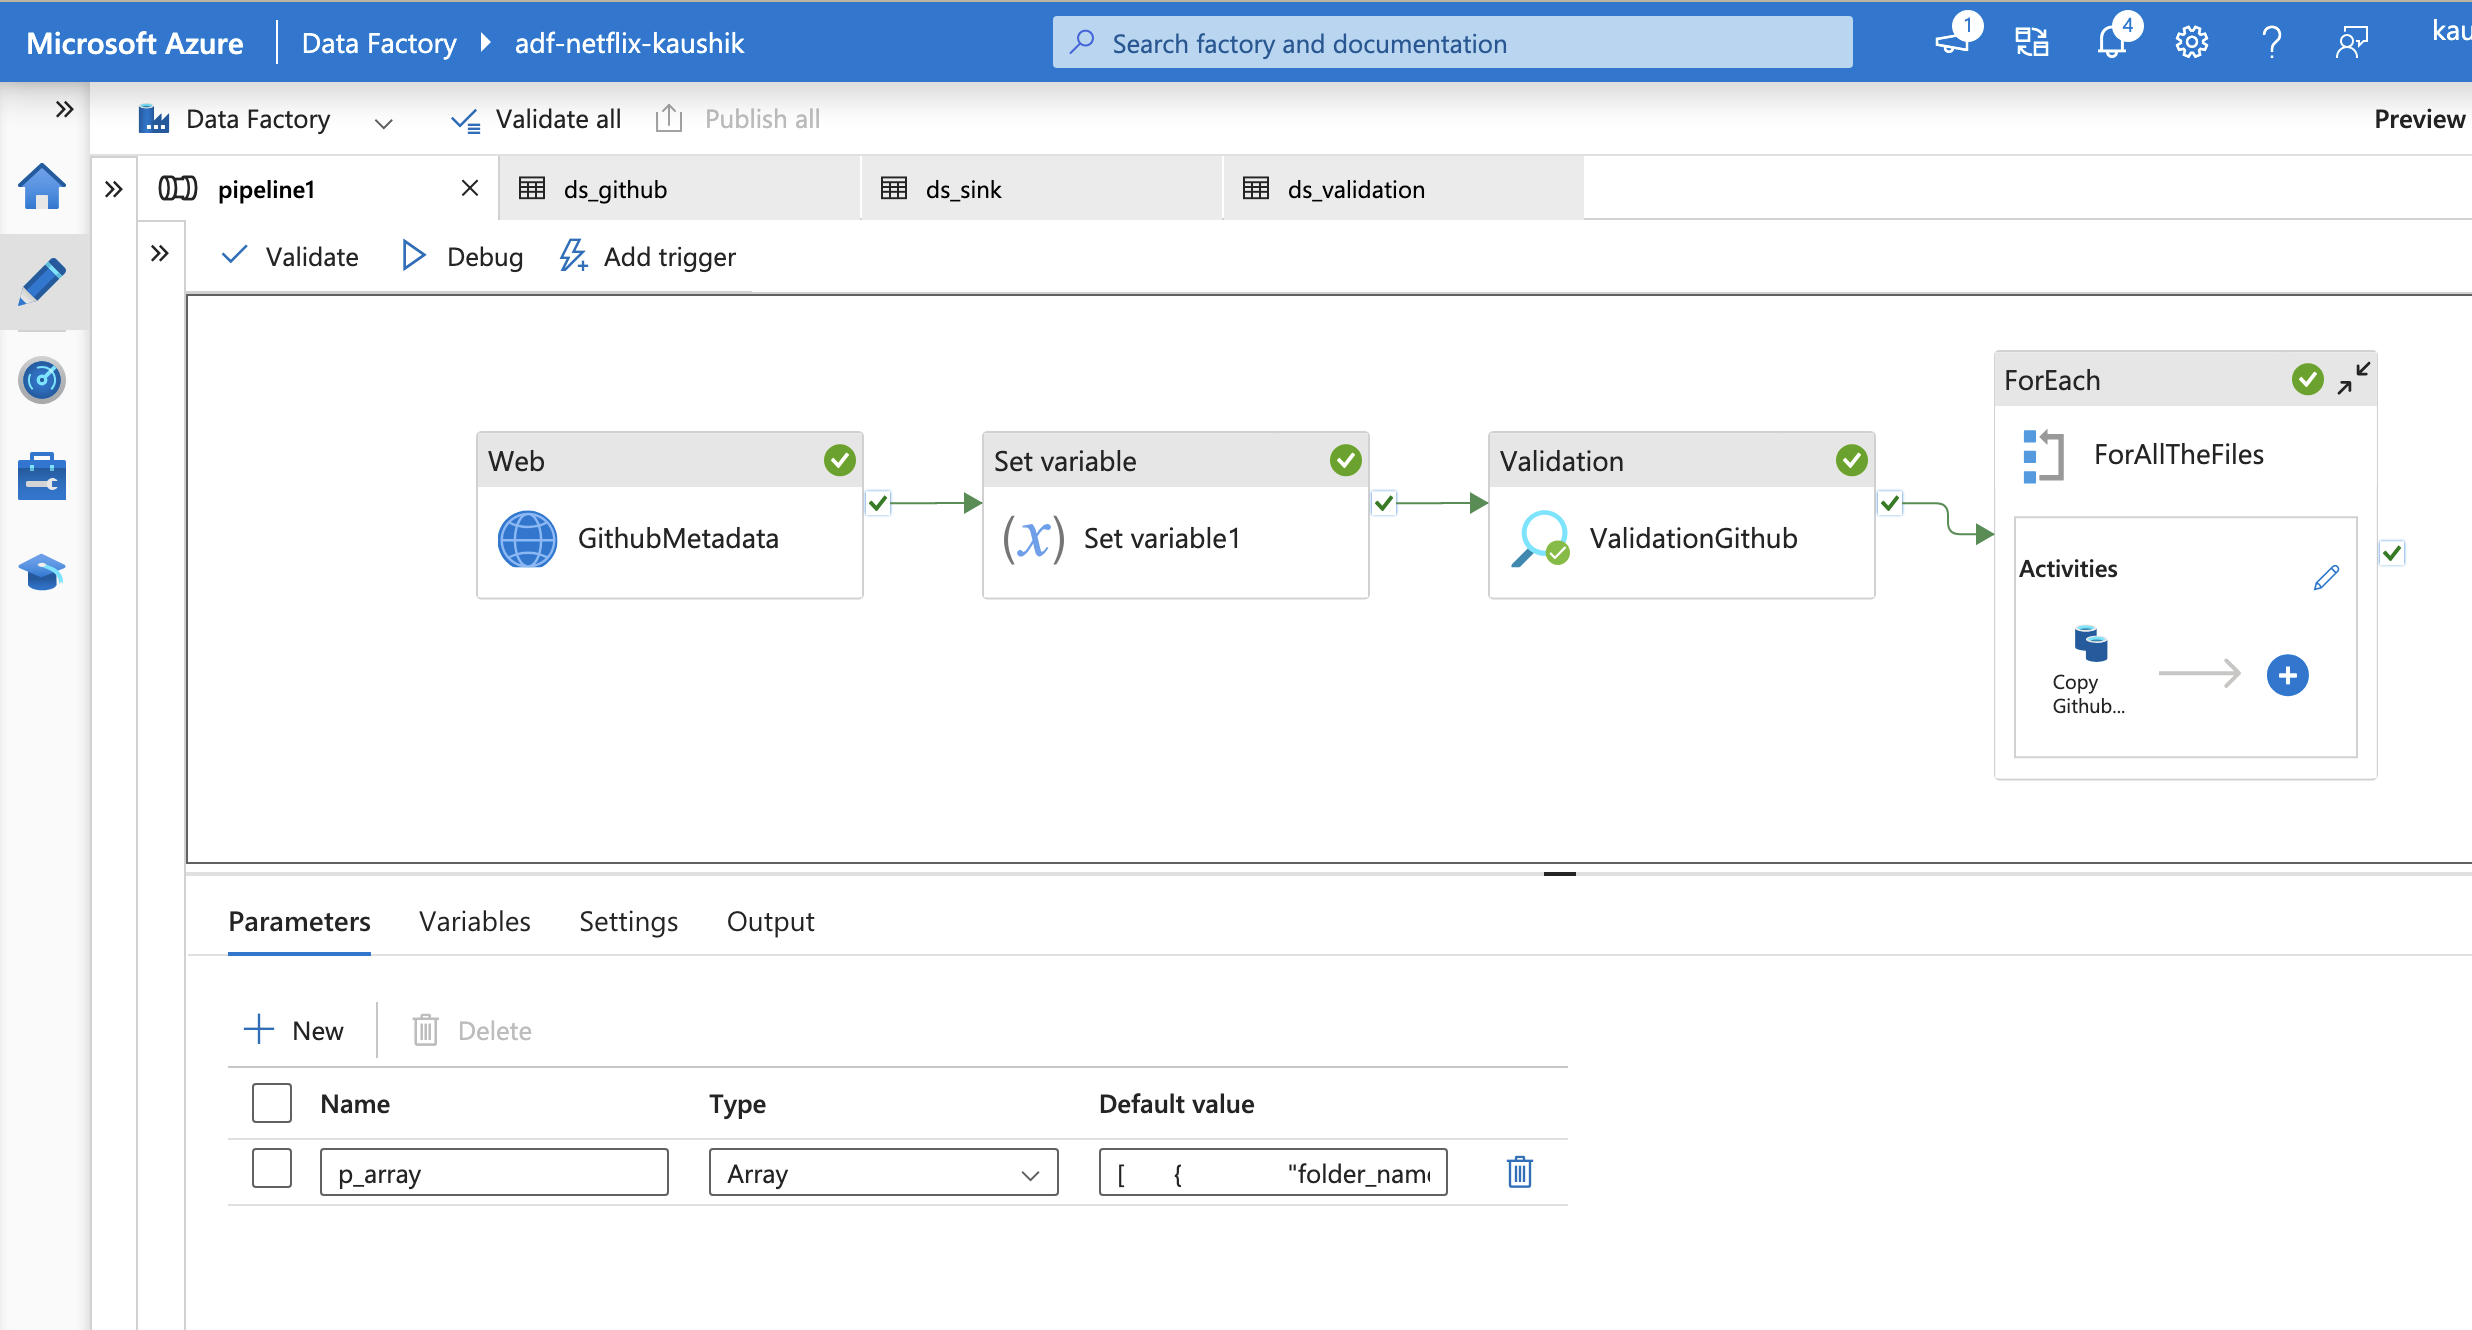 Microsoft Azure
Data Factory
adf-netflix-kaushik
Search factory and documentation
1
4
kau
Data Factory
Validate all
Publish all
Preview
pipeline1
ds_github
ds_sink
ds_validation
Validate
Debug
Add trigger
Web
GithubMetadata
Set variable
(x)
Set variable1
Validation
ValidationGithub
ForEach
ForAllTheFiles
Activities
Copy
Github...
Parameters
Variables
Settings
Output
New
Delete
Name
Type
Default value
p_array
Array
[ { "folder_nam